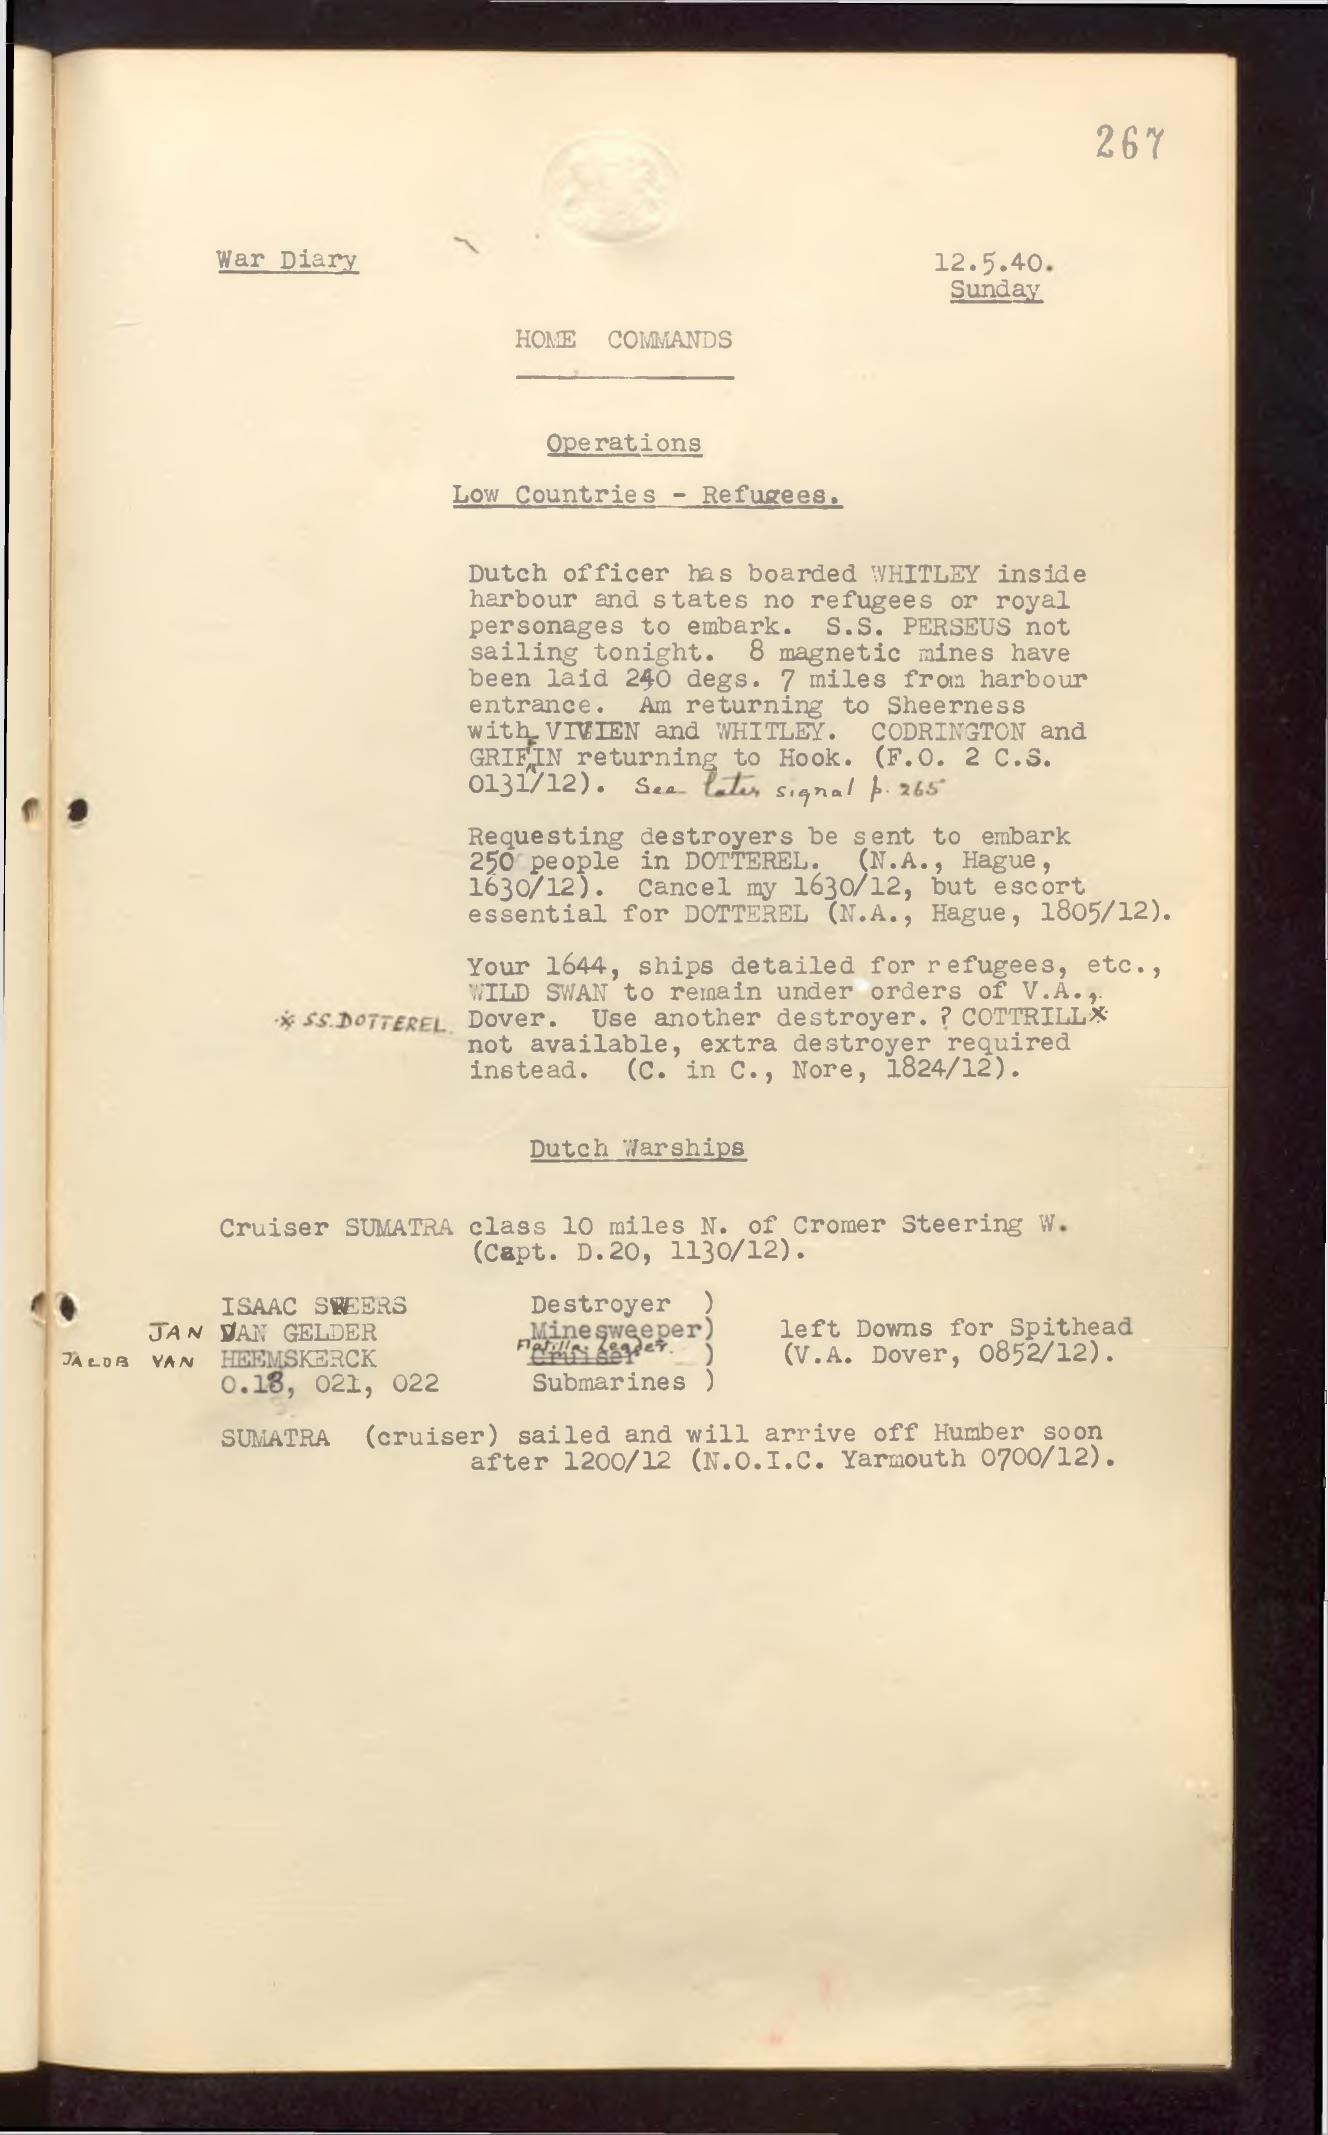 267
War Diary
12.5.40.
Sunday
HOME COMMANDS
Operations
Low Countries - Refugees.
Dutch officer has boarded WHITLEY inside
harbour and states no refugees or royal
personages to embark. S.S. PERSEUS not
sailing tonight. 8 magnetic mines have
been laid 240 degs. 7 miles from harbour
entrance. Am returning to Sheerness
with VIVIEN and WHITLEY. CODRINGTON and
GRIFFIN returning to Hook. (F.O. 2 C.S.
0131/12). See later signal p. 265
Requesting destroyers be sent to embark
250 people in DOTTEREL. (N.A., Hague,
1630/12). Cancel my 1630/12, but escort
essential for DOTTEREL (N.A., Hague, 1805/12).
Your 1644, ships detailed for refugees, etc.,
WILD SWAN to remain under orders of V.A.,
* SS. DOTTEREL. Dover. Use another destroyer. ? COTTRILL*
not available, extra destroyer required
instead. (C. in C., Nore, 1824/12).
Dutch Warships
Cruiser SUMATRA class 10 miles N. of Cromer Steering W.
(Capt. D.20, 1130/12).
ISAAC SWEERS Destroyer )
JAN VAN GELDER Minesweeper) left Downs for Spithead
JACOB VAN HEEMSKERCK Cruiser Flotilla Leader ) (V.A. Dover, 0852/12).
O.13, O21, O22 Submarines )
SUMATRA (cruiser) sailed and will arrive off Humber soon
after 1200/12 (N.O.I.C. Yarmouth 0700/12).